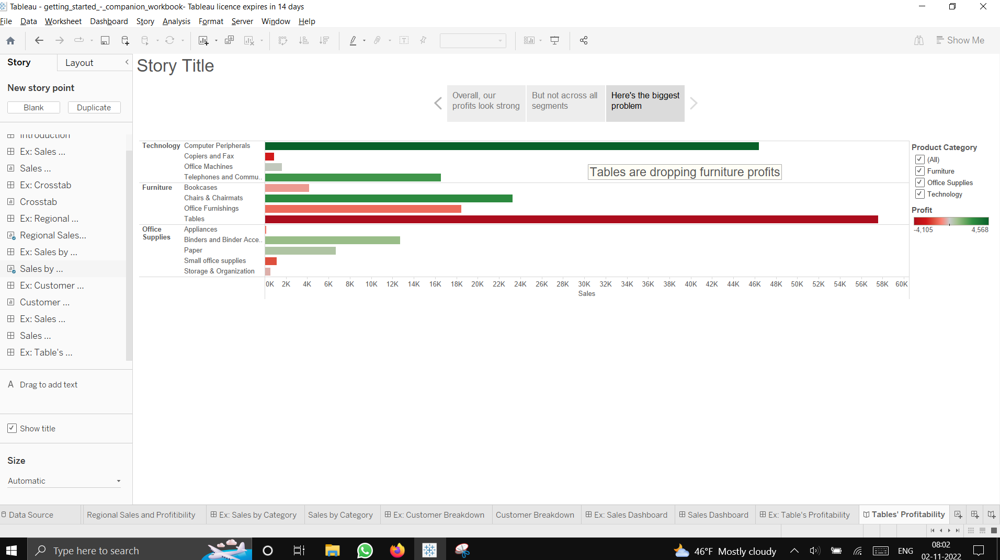 Tableau - getting_started_-_companion_workbook- Tableau licence expires in 14 days
File Data Worksheet Dashboard Story Analysis Format Server Window Help
Show Me
Story
Layout
New story point
Blank
Duplicate
Introduction
Ex: Sales ...
Sales ...
Ex: Crosstab
Crosstab
Ex: Regional ...
Regional Sales...
Ex: Sales by ...
Sales by ...
Ex: Customer ...
Customer ...
Ex: Sales ...
Sales ...
Ex: Table's ...
A Drag to add text
Show title
Size
Automatic
Story Title
Overall, our
profits look strong
But not across all
segments
Here's the biggest
problem
Technology
Computer Peripherals
Copiers and Fax
Office Machines
Telephones and Commu..
Furniture
Bookcases
Chairs & Chairmats
Office Furnishings
Tables
Office
Supplies
Appliances
Binders and Binder Acce..
Paper
Small office supplies
Storage & Organization
Tables are dropping furniture profits
0K 2K 4K 6K 8K 10K 12K 14K 16K 18K 20K 22K 24K 26K 28K 30K 32K 34K 36K 38K 40K 42K 44K 46K 48K 50K 52K 54K 56K 58K 60K
Sales
Product Category
(All)
Furniture
Office Supplies
Technology
Profit
-4,105 4,568
Data Source
Regional Sales and Profitibility
Ex: Sales by Category
Sales by Category
Ex: Customer Breakdown
Customer Breakdown
Ex: Sales Dashboard
Sales Dashboard
Ex: Table's Profitability
Tables' Profitability
Type here to search
46°F Mostly cloudy
ENG
08:02
02-11-2022